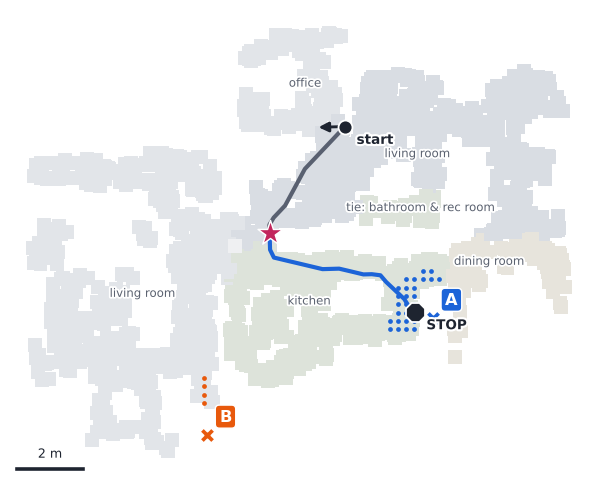 office
start
living room
tie: bathroom & rec room
dining room
living room
kitchen
A
STOP
B
2 m